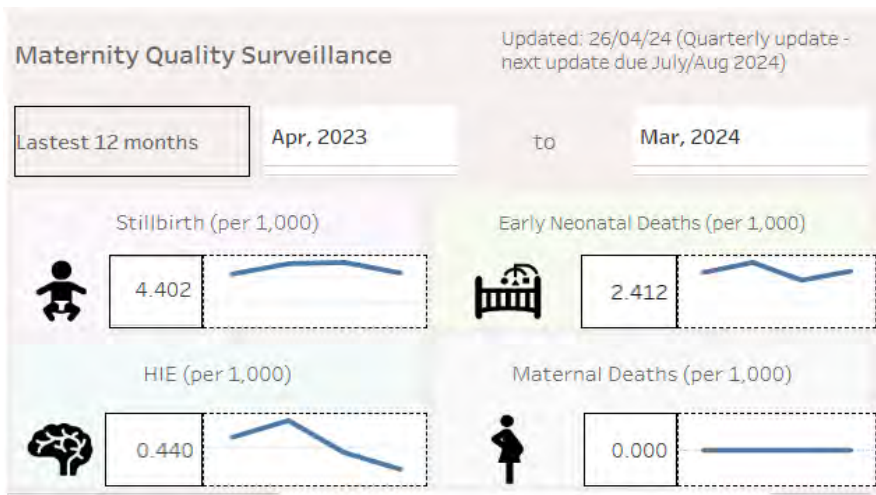 Maternity Quality Surveillance
Updated: 26/04/24 (Quarterly update -
next update due July/Aug 2024)
Lastest 12 months
Apr, 2023
to
Mar, 2024
Stillbirth (per 1,000)
4.402
Early Neonatal Deaths (per 1,000)
2.412
HIE (per 1,000)
0.440
Maternal Deaths (per 1,000)
0.000